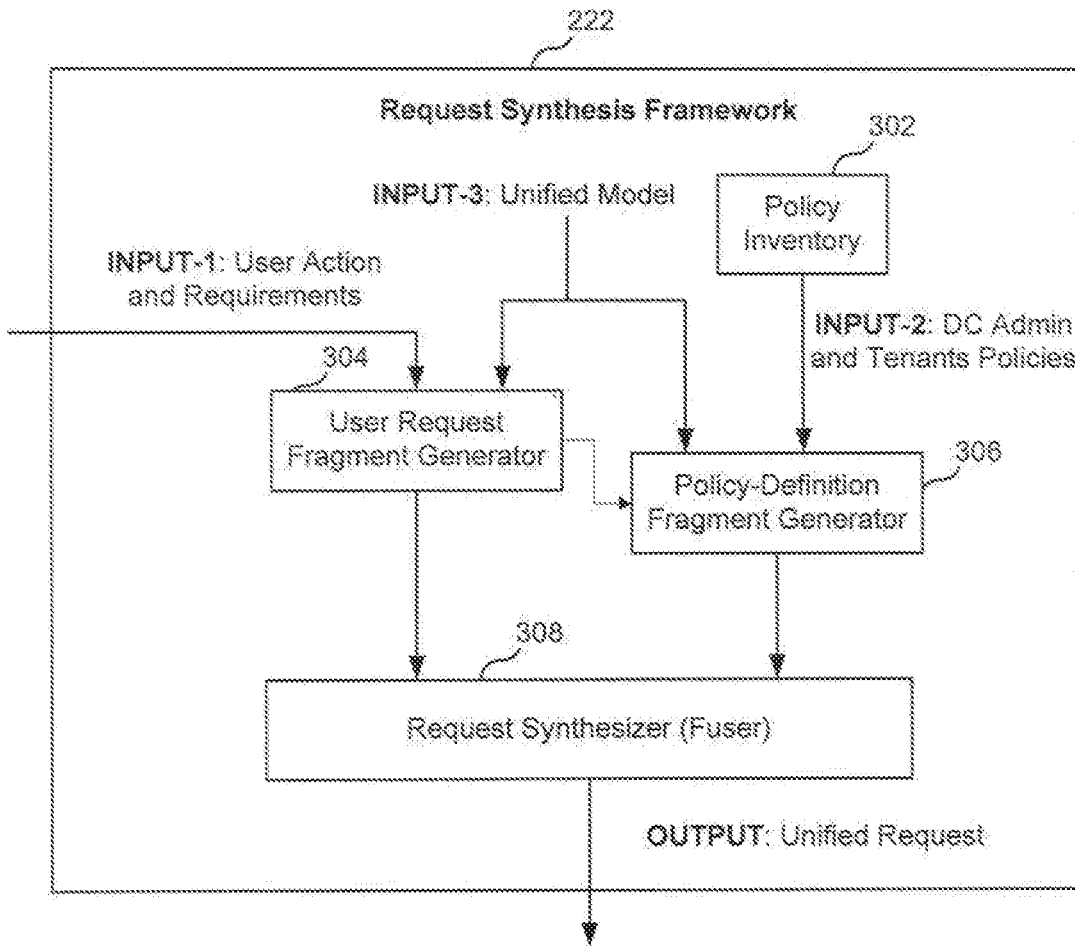 222
Request Synthesis Framework
302
INPUT-3: Unified Model
Policy
Inventory
INPUT-1: User Action
and Requirements
INPUT-2: DC Admin
and Tenants Policies
304
User Request
Fragment Generator
306
Policy-Definition
Fragment Generator
308
Request Synthesizer (Fuser)
OUTPUT: Unified Request